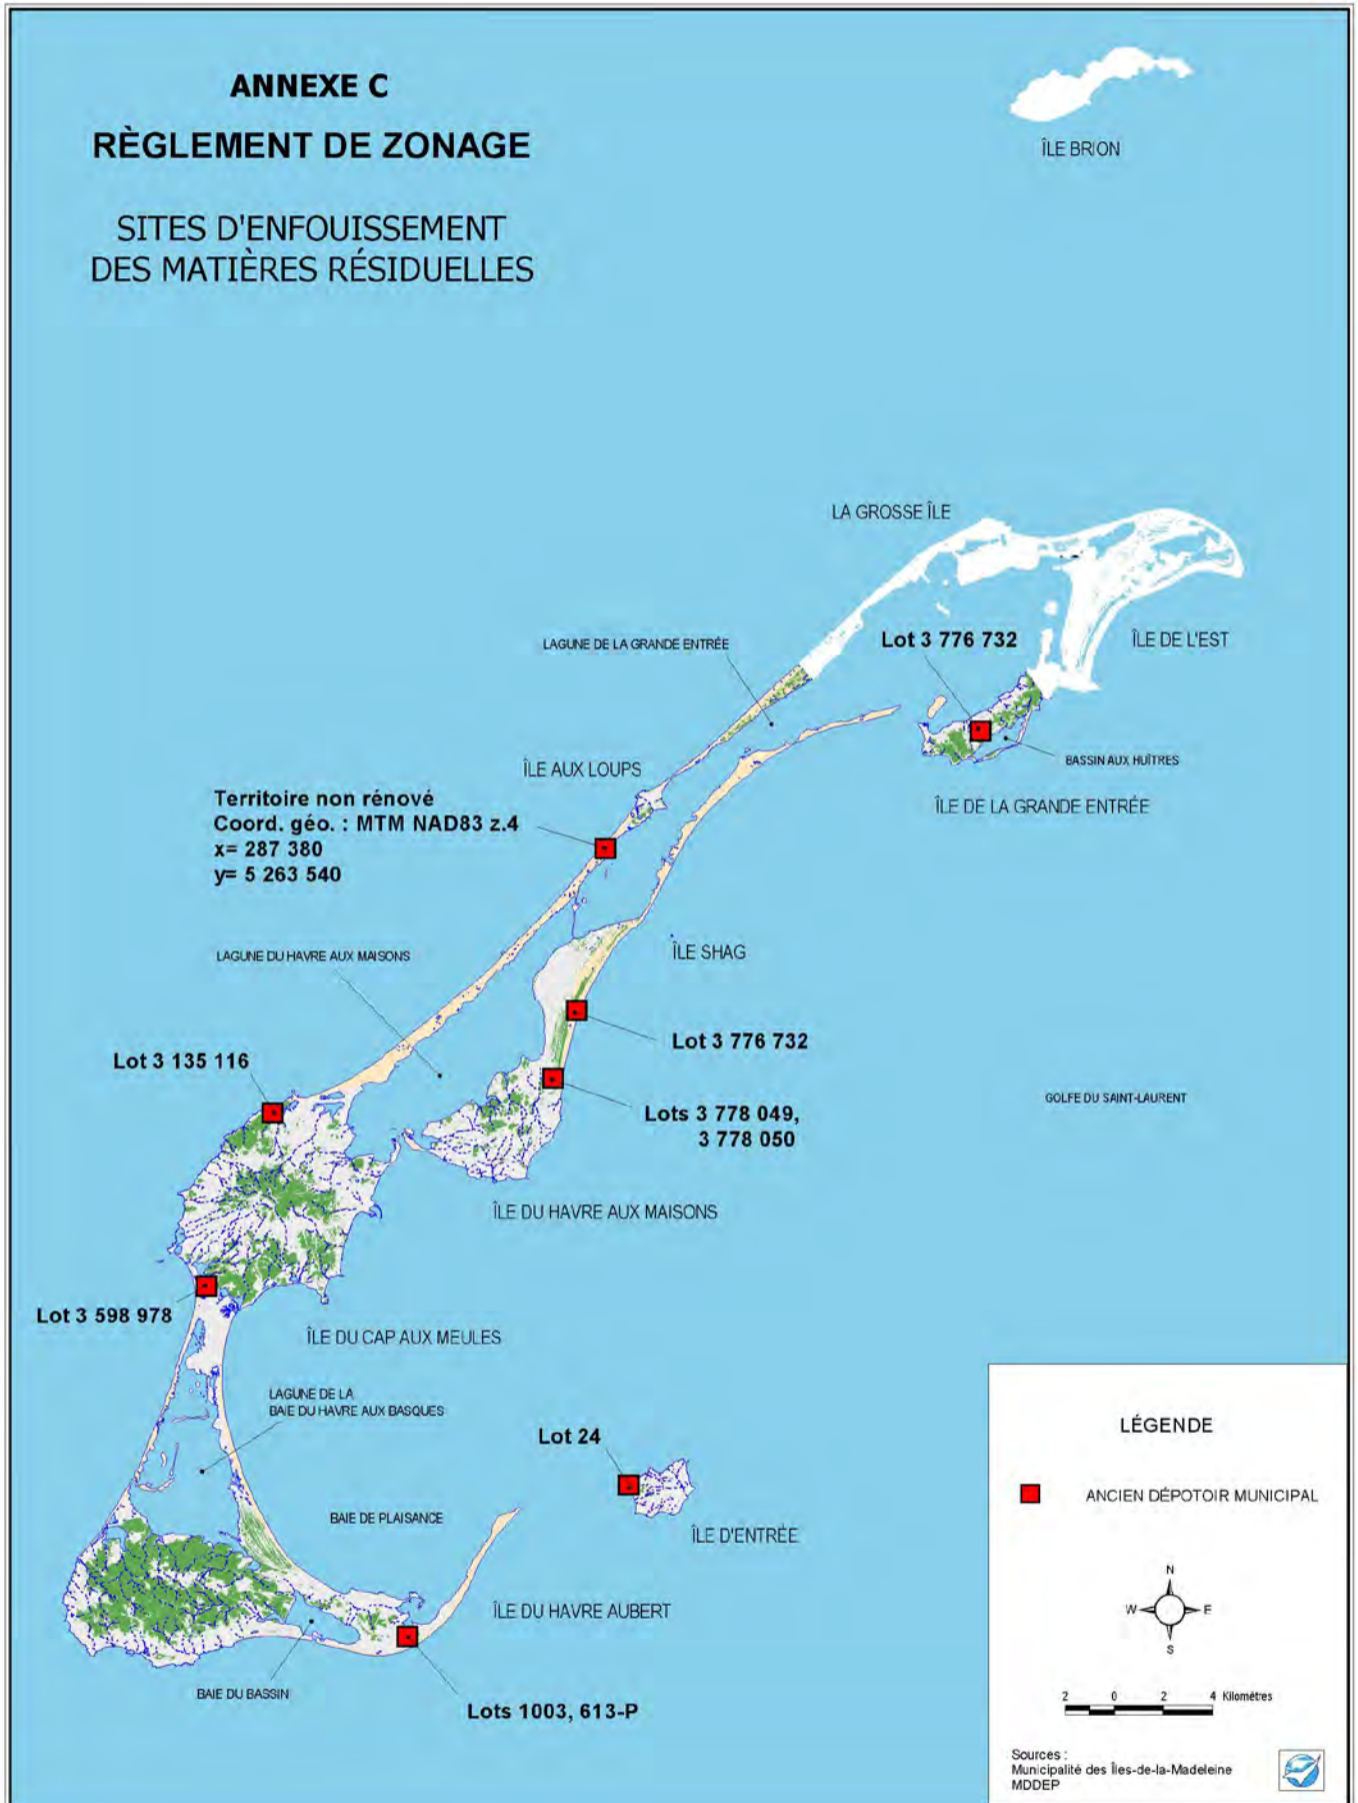 ANNEXE C
RÈGLEMENT DE ZONAGE
SITES D'ENFOUISSEMENT
DES MATIÈRES RÉSIDUELLES
ÎLE BRION
LA GROSSE ÎLE
LAGUNE DE LA GRANDE ENTRÉE
Lot 3 776 732
ÎLE DE L'EST
BASSIN AUX HUÎTRES
ÎLE DE LA GRANDE ENTRÉE
ÎLE AUX LOUPS
Territoire non rénové
Coord. géo. : MTM NAD83 z.4
x= 287 380
y= 5 263 540
LAGUNE DU HAVRE AUX MAISONS
ÎLE SHAG
Lot 3 776 732
Lot 3 135 116
Lots 3 778 049,
3 778 050
GOLFE DU SAINT-LAURENT
ÎLE DU HAVRE AUX MAISONS
Lot 3 598 978
ÎLE DU CAP AUX MEULES
LAGUNE DE LA
BAIE DU HAVRE AUX BASQUES
Lot 24
BAIE DE PLAISANCE
ÎLE D'ENTRÉE
ÎLE DU HAVRE AUBERT
BAIE DU BASSIN
Lots 1003, 613-P
LÉGENDE
ANCIEN DÉPOTOIR MUNICIPAL
N
W E
S
2 0 2 4 Kilomètres
Sources :
Municipalité des Îles-de-la-Madeleine
MDDEP